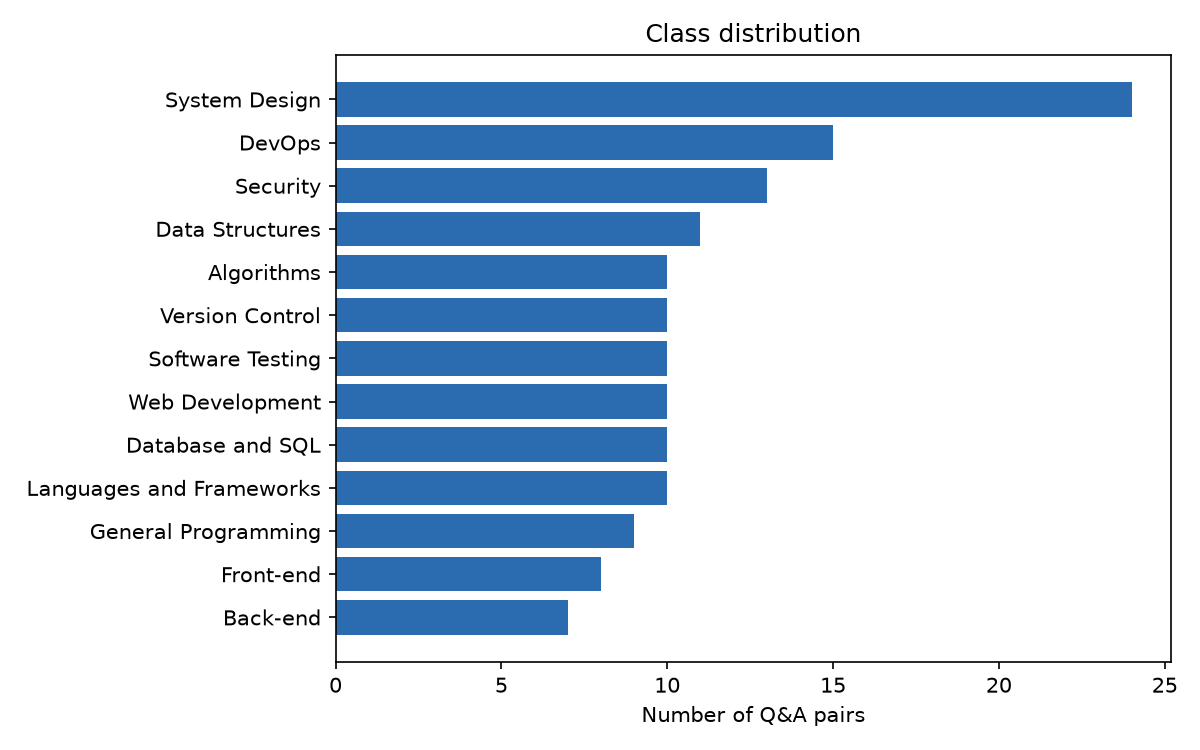 Class distribution
System Design
DevOps
Security
Data Structures
Algorithms
Version Control
Software Testing
Web Development
Database and SQL
Languages and Frameworks
General Programming
Front-end
Back-end
0 5 10 15 20 25
Number of Q&A pairs